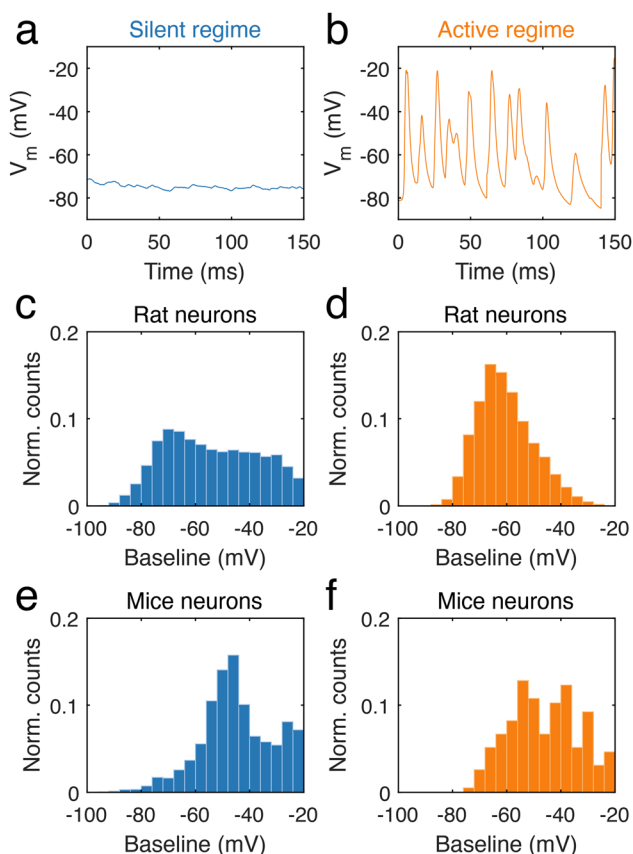 a Silent regime
b Active regime
-20
-40
-60
-80
V_m (mV)
0 50 100 150
Time (ms)
-20
-40
-60
-80
V_m (mV)
0 50 100 150
Time (ms)
c Rat neurons
0.2
0.1
0
Norm. counts
-100 -80 -60 -40 -20
Baseline (mV)
d Rat neurons
0.2
0.1
0
Norm. counts
-100 -80 -60 -40 -20
Baseline (mV)
e Mice neurons
0.2
0.1
0
Norm. counts
-100 -80 -60 -40 -20
Baseline (mV)
f Mice neurons
0.2
0.1
0
Norm. counts
-100 -80 -60 -40 -20
Baseline (mV)